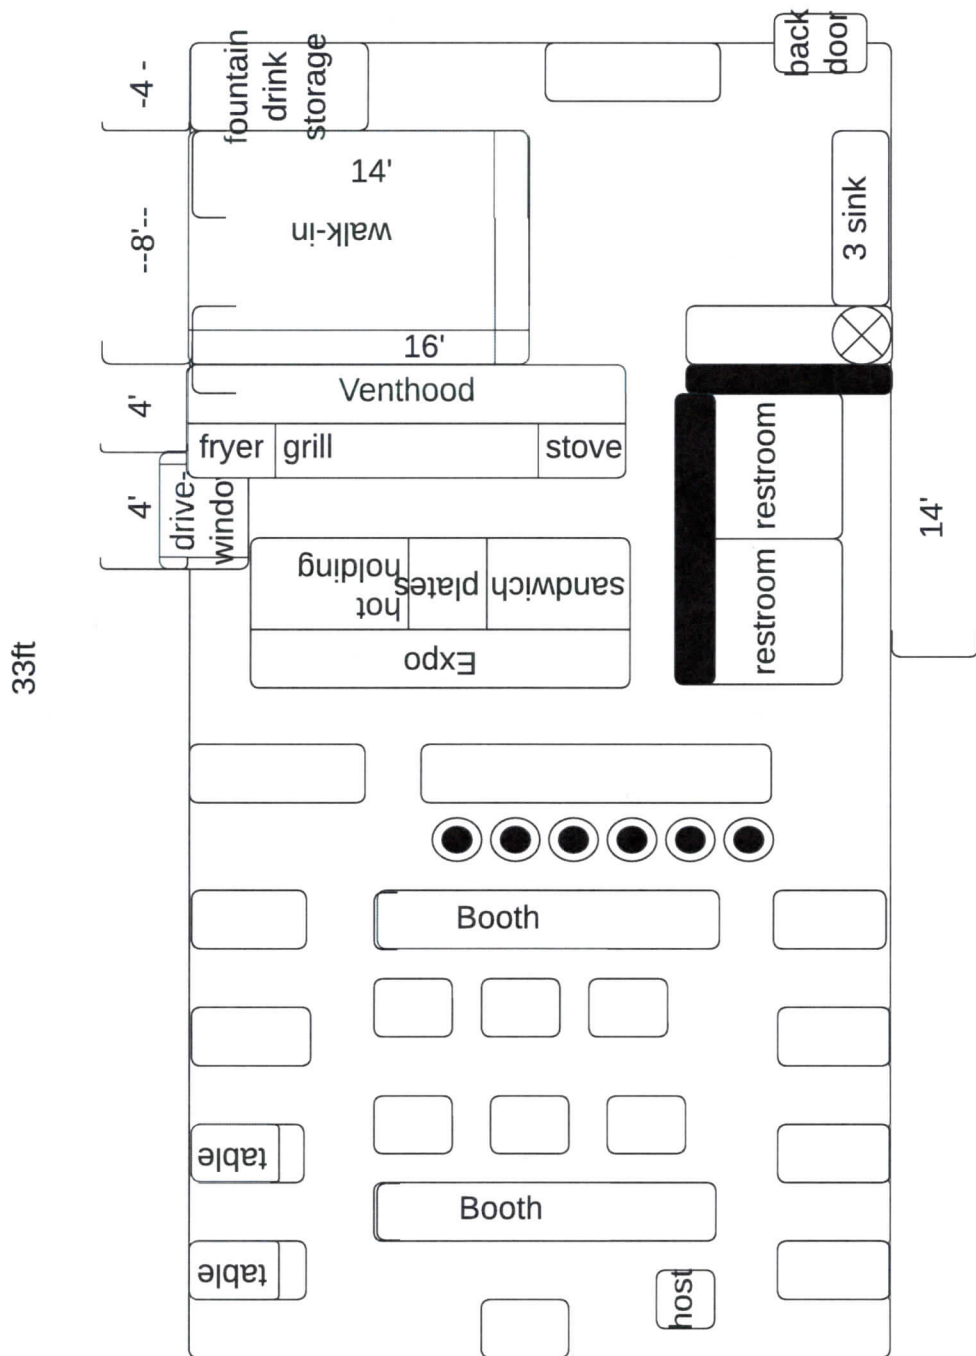 back
door
fountain
drink
storage
-4 -
14'
walk-in
--8'--
3 sink
16'
4'
Venthood
fryer
grill
stove
restroom
4'
drive-
windo
14'
hot
holding
plates
sandwich
restroom
Expo
33ft
Booth
table
Booth
table
host